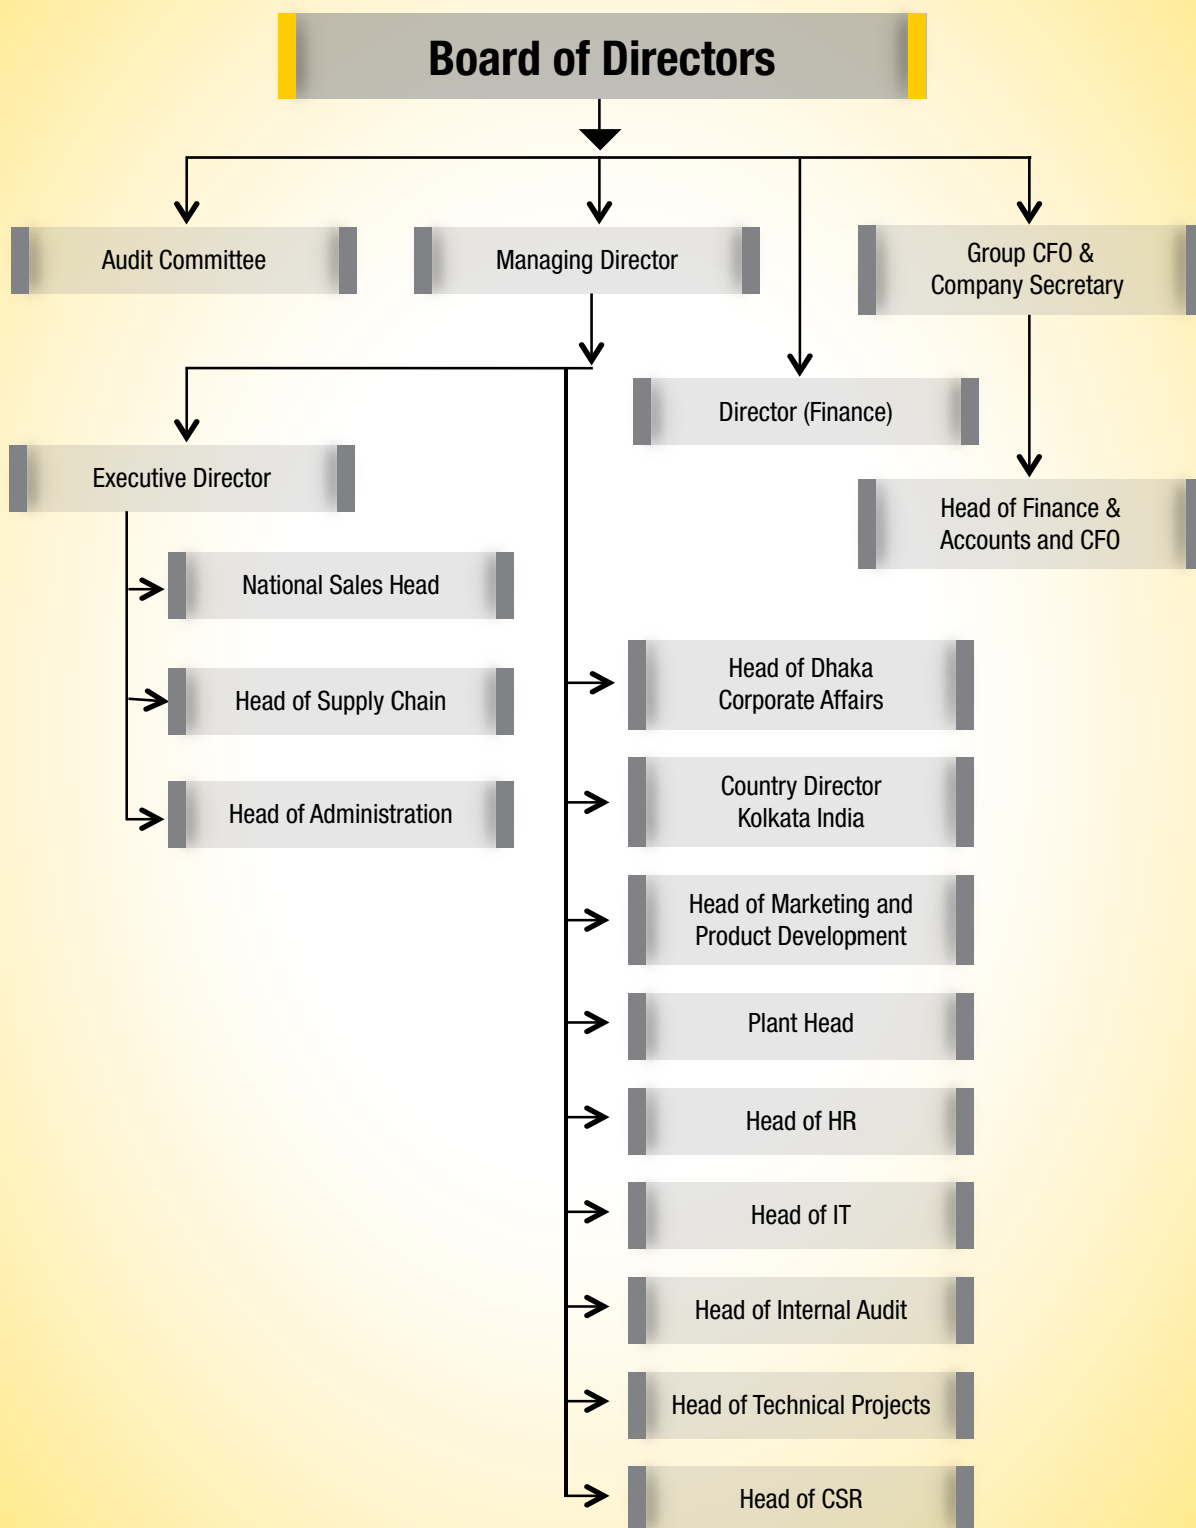 Board of Directors
Audit Committee
Managing Director
Group CFO &
Company Secretary
Director (Finance)
Executive Director
Head of Finance &
Accounts and CFO
National Sales Head
Head of Supply Chain
Head of Administration
Head of Dhaka
Corporate Affairs
Country Director
Kolkata India
Head of Marketing and
Product Development
Plant Head
Head of HR
Head of IT
Head of Internal Audit
Head of Technical Projects
Head of CSR